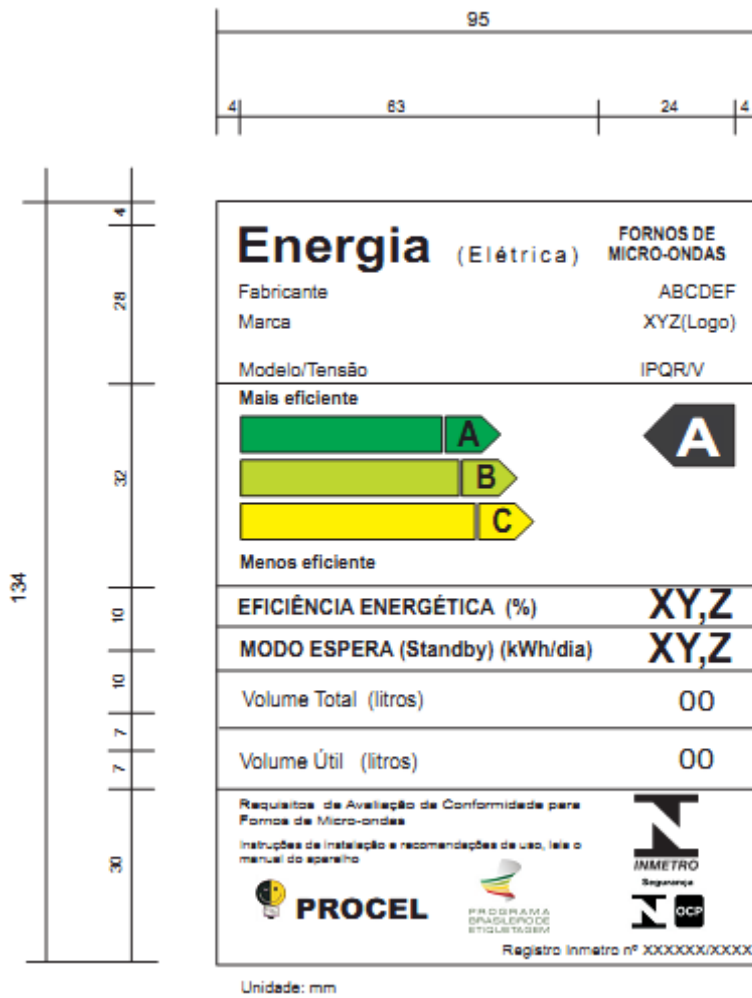 95
4 63 24 4
134
4
28
32
10
10
7
7
30
Energia (Elétrica) FORNOS DE MICRO-ONDAS
Fabricante ABCDEF
Marca XYZ(Logo)
Modelo/Tensão IPQR/V
Mais eficiente
A A
B
C
Menos eficiente
EFICIÊNCIA ENERGÉTICA (%) XY,Z
MODO ESPERA (Standby) (kWh/dia) XY,Z
Volume Total (litros) 00
Volume Útil (litros) 00
Requisitos de Avaliação da Conformidade para
Fornos de Micro-ondas
Instruções de instalação e recomendações de uso, leia o
manual do aparelho
PROCEL
PROGRAMA
BRASILEIRO DE
ETIQUETAGEM
INMETRO
Segurança
OCP
Registro Inmetro nº XXXXXX/XXXX
Unidade: mm